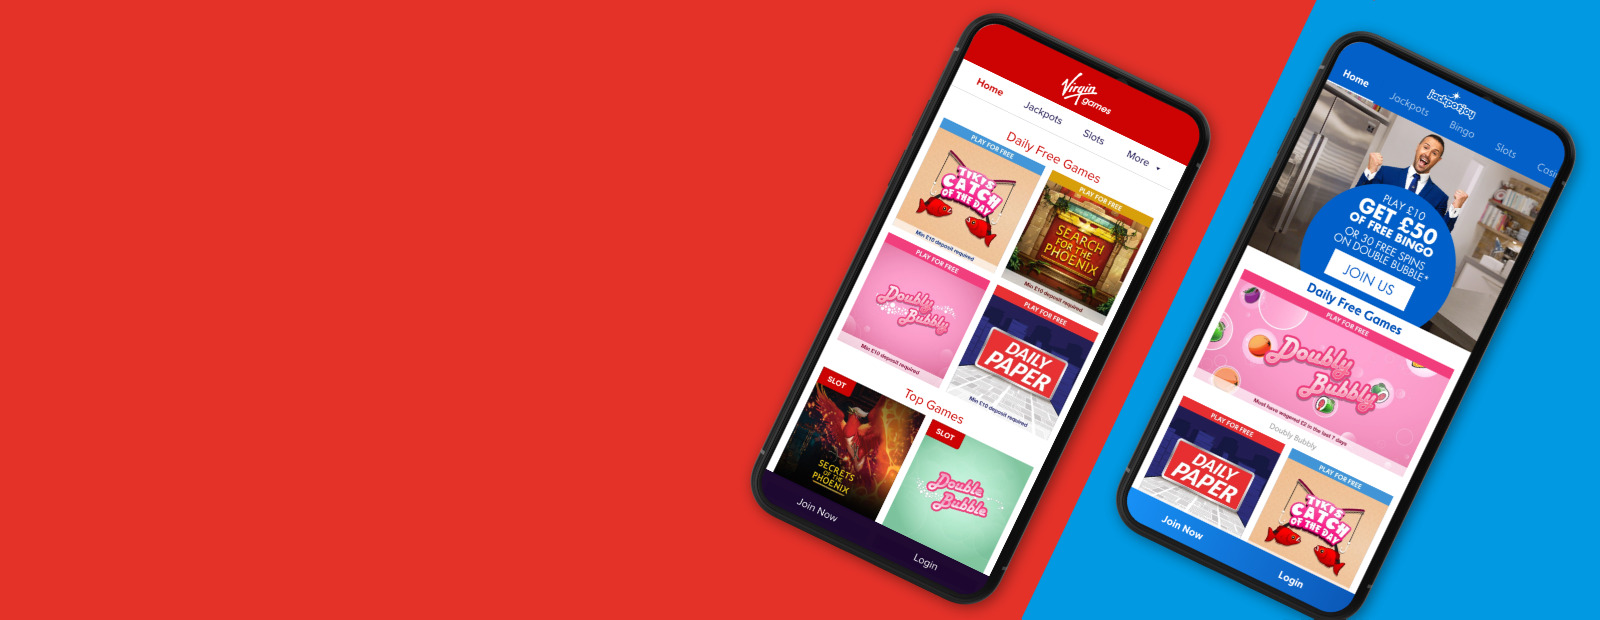 Virgin
games
Home
Jackpots
Slots
More
Daily Free Games
PLAY FOR FREE
TIKI'S
CATCH
OF THE DAY
Min £10 deposit required
PLAY FOR FREE
SEARCH
FOR THE
PHOENIX
Min £10 deposit required
PLAY FOR FREE
Doubly
Bubbly
Min £10 deposit required
PLAY FOR FREE
DAILY
PAPER
Min £10 deposit required
Top Games
SLOT
SECRETS
OF THE
PHOENIX
SLOT
Double
Bubble
Join Now
Login
jackpotjoy
Home
Jackpots
Bingo
Slots
Casi
PLAY £10
GET £50
OF FREE BINGO
OR 30 FREE SPINS
ON DOUBLE BUBBLE*
JOIN US
Daily Free Games
PLAY FOR FREE
Doubly
Bubbly
Must have wagered £2 in the last 7 days
Doubly Bubbly
PLAY FOR FREE
DAILY
PAPER
PLAY FOR FREE
TIKI'S
CATCH
OF THE DAY
Join Now
Login